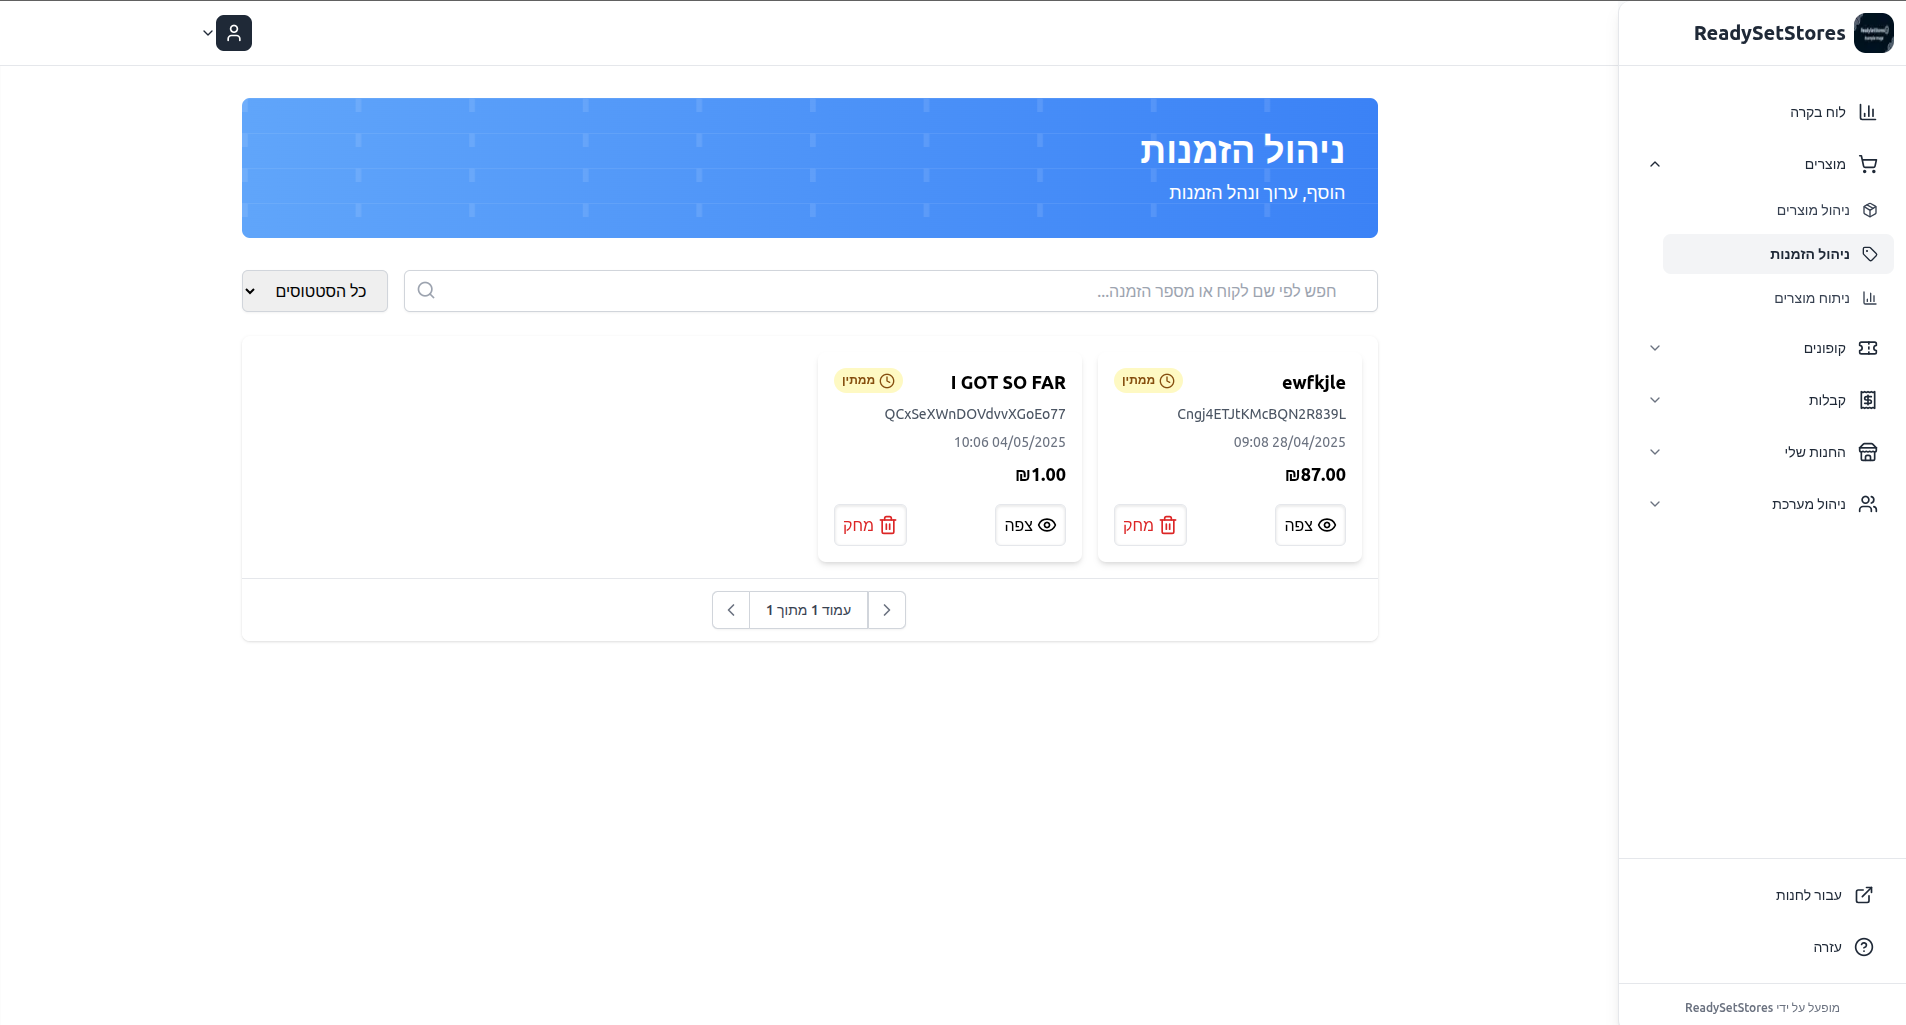 ReadySetStores
לוח בקרה
מוצרים
ניהול מוצרים
ניהול הזמנות
ניתוח מוצרים
קופונים
קבלות
החנות שלי
ניהול מערכת
עבור לחנות
עזרה
מופעל על ידי ReadySetStores
ניהול הזמנות
הוסף, ערוך ונהל הזמנות
חפש לפי שם לקוח או מספר הזמנה...
כל הסטטוסים
ewfkjle
ממתין
Cngj4ETJtKMcBQN2R839L
09:08 28/04/2025
₪87.00
צפה
מחק
I GOT SO FAR
ממתין
QCxSeXWnDOVdvvXGoEo77
10:06 04/05/2025
₪1.00
צפה
מחק
עמוד 1 מתוך 1